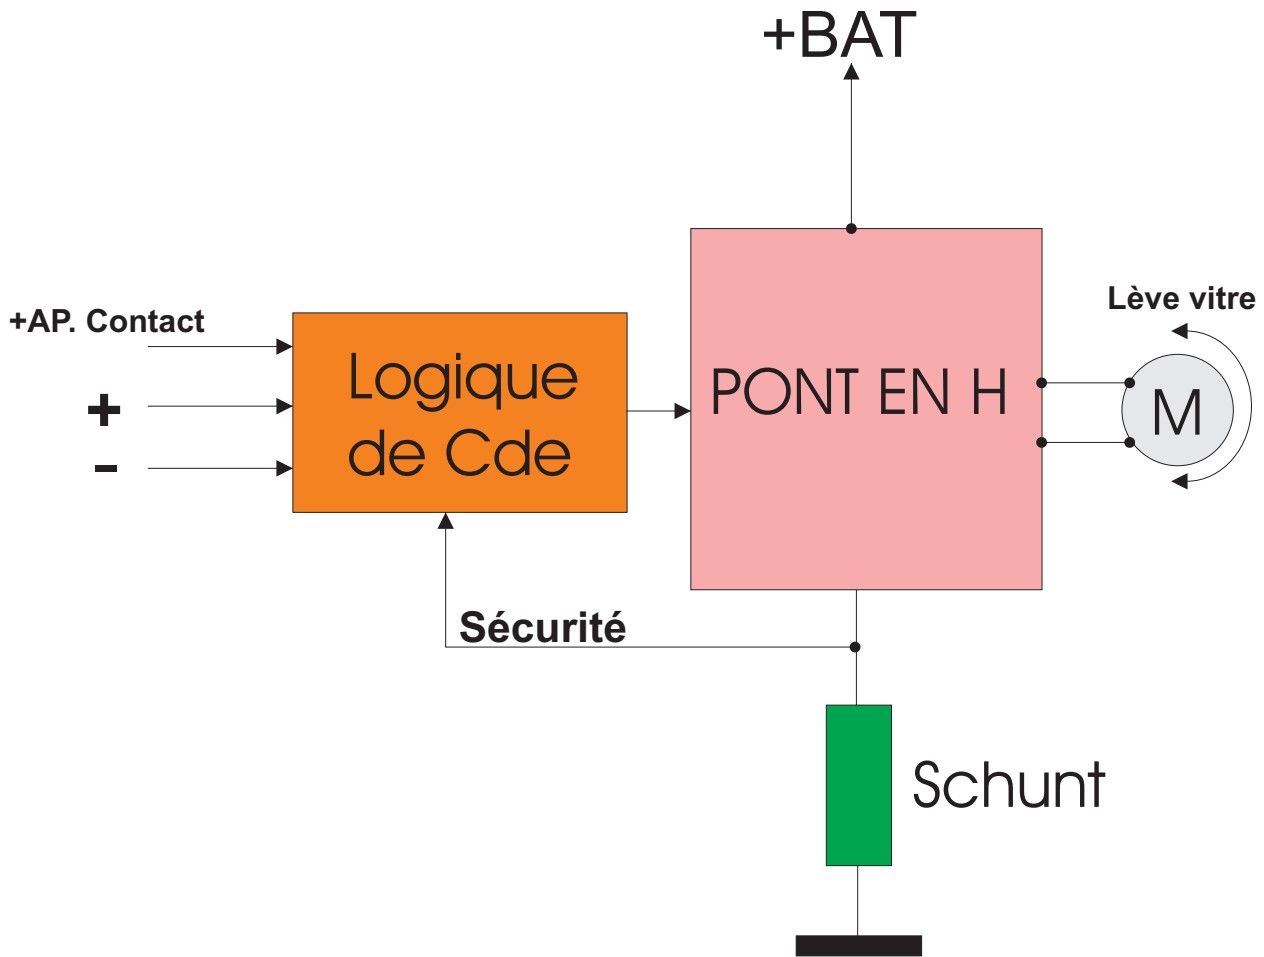 +BAT
Lève vitre
+AP. Contact
Logique
de Cde
+
-
PONT EN H
M
Sécurité
Schunt